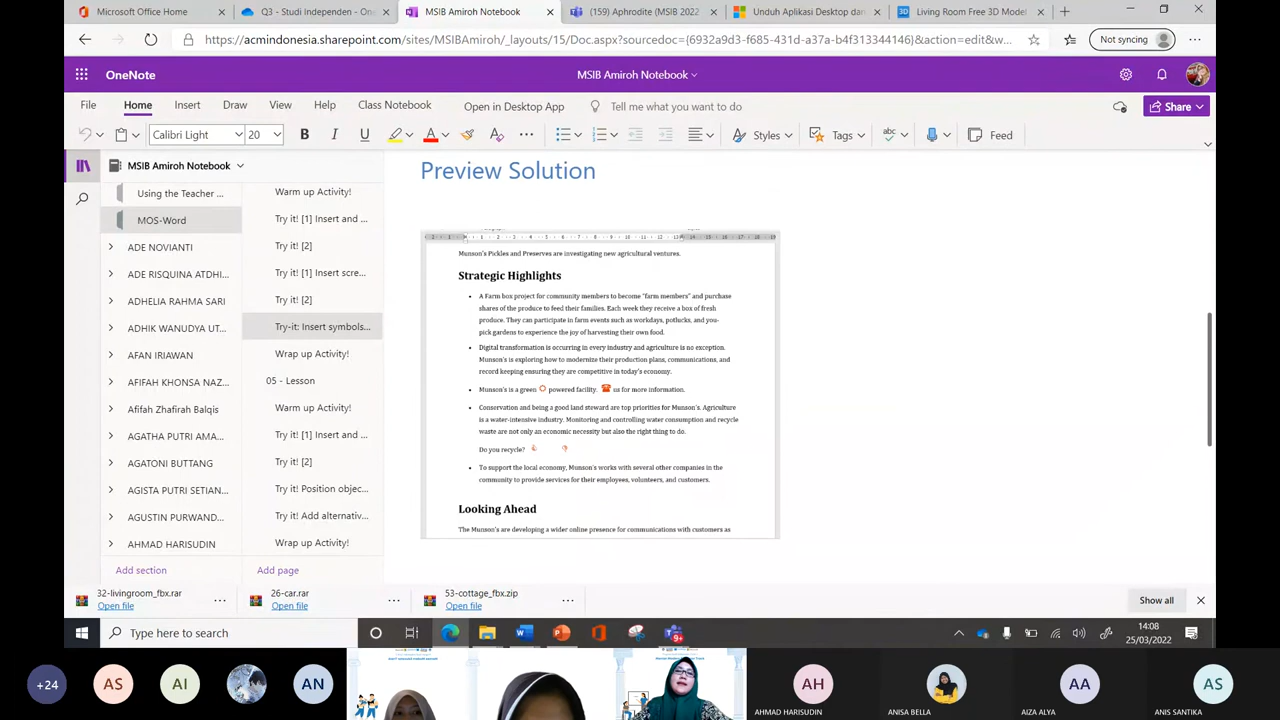 Microsoft Office Home
Q3 - Studi Independen - OneDrive
MSIB Amiroh Notebook
(159) Aphrodite (MSIB 2022
Unduh Aplikasi Desktop dan
Living Room Free 3D Model
https://acmindonesia.sharepoint.com/sites/MSIBAmiroh/_layouts/15/Doc.aspx?sourcedoc={6932a9d3-f685-431d-a37a-b4f313344146}&action=edit&w...
Not syncing
OneNote
MSIB Amiroh Notebook
File
Home
Insert
Draw
View
Help
Class Notebook
Open in Desktop App
Tell me what you want to do
Share
Calibri Light
20
B
I
U
A
Styles
Tags
abc
Feed
MSIB Amiroh Notebook
Using the Teacher ...
MOS-Word
ADE NOVIANTI
ADE RISQUINA ATDHI...
ADHELIA RAHMA SARI
ADHIK WANUDYA UT...
AFAN IRIAWAN
AFIFAH KHONSA NAZ...
Afifah Zhafirah Balqis
AGATHA PUTRI AMA...
AGATONI BUTTANG
AGISTA PUTRI SETIAN...
AGUSTIN PURWAND...
AHMAD HARISUDIN
Add section
Warm up Activity!
Try it! [1] Insert and ...
Try it! [2]
Try it! [1] Insert scre...
Try it! [2]
Try-it: Insert symbols...
Wrap up Activity!
05 - Lesson
Warm up Activity!
Try it! [1] Insert and ...
Try it! [2]
Try it! Position objec...
Try it! Add alternativ...
Wrap up Activity!
Add page
Preview Solution
Munson's Pickles and Preserves are investigating new agricultural ventures.
Strategic Highlights
• A Farm box project for community members to become "farm members" and purchase
shares of the produce to feed their families. Each week they receive a box of fresh
produce. They can participate in farm events such as workdays, potlucks, and you-
pick gardens to experience the joy of harvesting their own food.
• Digital transformation is occurring in every industry and agriculture is no exception.
Munson's is exploring how to modernize their production plans, communications, and
record keeping ensuring they are competitive in today's economy.
• Munson's is a green powered facility. us for more information.
• Conservation and being a good land steward are top priorities for Munson's. Agriculture
is a water-intensive industry. Monitoring and controlling water consumption and recycle
waste are not only an economic necessity but also the right thing to do.
Do you recycle?
• To support the local economy, Munson's works with several other companies in the
community to provide services for their employees, volunteers, and customers.
Looking Ahead
The Munson's are developing a wider online presence for communications with customers as
32-livingroom_fbx.rar
Open file
26-car.rar
Open file
53-cottage_fbx.zip
Open file
Show all
Type here to search
9+
14:08
25/03/2022
+24
AS
AI
AN
AH
AHMAD HARISUDIN
ANISA BELLA
AA
AIZA ALYA
AS
ANIS SANTIKA